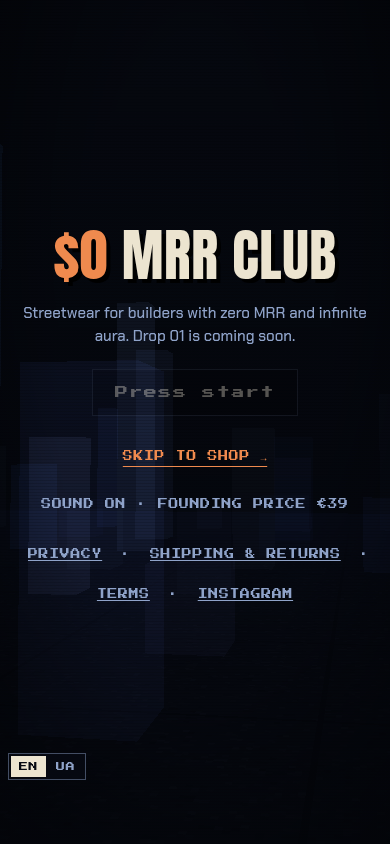 $0 MRR CLUB
Streetwear for builders with zero MRR and infinite
aura. Drop 01 is coming soon.
Press start
SKIP TO SHOP →
SOUND ON · FOUNDING PRICE €39
PRIVACY · SHIPPING & RETURNS ·
TERMS · INSTAGRAM
EN UA